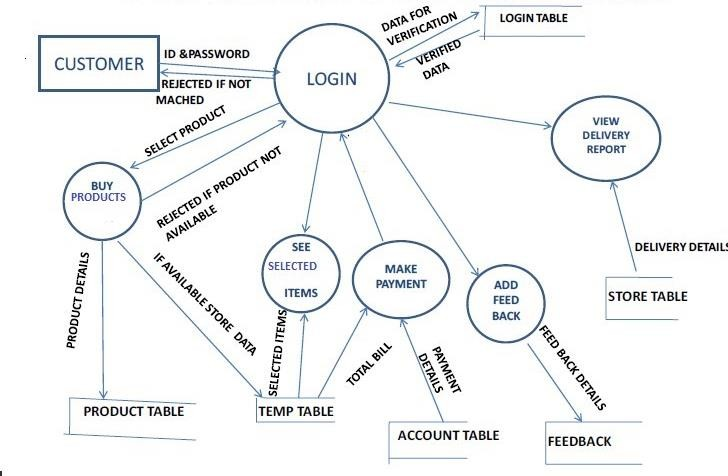 DATA FOR
VERIFICATION
LOGIN TABLE
ID &PASSWORD
CUSTOMER
LOGIN
VERIFIED
DATA
REJECTED IF NOT
MACHED
SELECT PRODUCT
VIEW
DELIVERY
REPORT
REJECTED IF PRODUCT NOT
AVAILABLE
BUY
PRODUCTS
SEE
SELECTED
ITEMS
MAKE
PAYMENT
ADD
FEED
BACK
DELIVERY DETAILS
STORE TABLE
PRODUCT DETAILS
IF AVAILABLE STORE DATA
SELECTED ITEMS
TOTAL BILL
PAYMENT
DETAILS
FEED BACK DETAILS
PRODUCT TABLE
TEMP TABLE
ACCOUNT TABLE
FEEDBACK